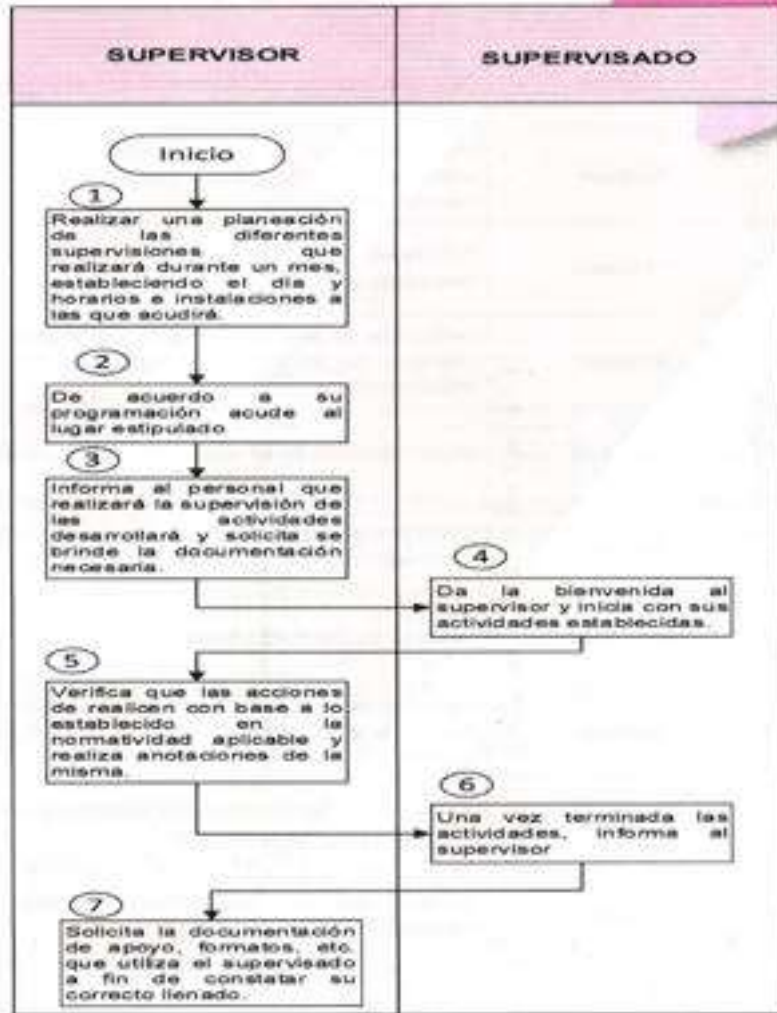 SUPERVISOR
SUPERVISADO
Inicio
1
Realizar una planeación
de las diferentes
supervisiones que
realizará durante un mes,
estableciendo el día y
horarios e instalaciones a
las que acudirá.
2
De acuerdo a su
programación acude al
lugar estipulado
3
Informa al personal que
realizará la supervisión de
las actividades
desarrollará y solicita se
brinde la documentación
necesaria.
4
Da la bienvenida al
supervisor y inicia con sus
actividades establecidas.
5
Verifica que las acciones
de realicen con base a lo
establecido en la
normatividad aplicable y
realiza anotaciones de la
misma.
6
Una vez terminada las
actividades, informa al
supervisor
7
Solicita la documentación
de apoyo, formatos, etc.
que utiliza el supervisado
a fin de constatar su
correcto llenado.